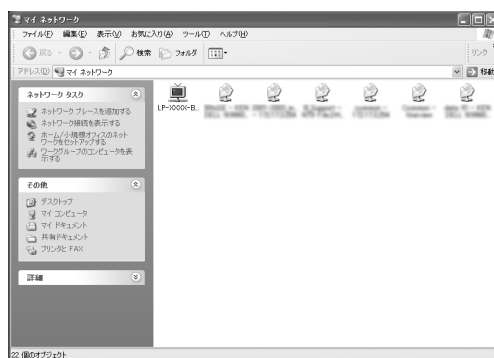 マイ ネットワーク
ファイル(F) 編集(E) 表示(V) お気に入り(A) ツール(T) ヘルプ(H)
戻る 検索 フォルダ リンク
アドレス(D) マイ ネットワーク 移動
ネットワーク タスク
ネットワーク プレースを追加する
ネットワーク接続を表示する
ホーム/小規模オフィスのネット
ワークをセットアップする
ワークグループのコンピュータを表
示する
その他
デスクトップ
マイ コンピュータ
マイ ドキュメント
共有ドキュメント
プリンタと FAX
詳細
LP-XXXX-B...
22 個のオブジェクト